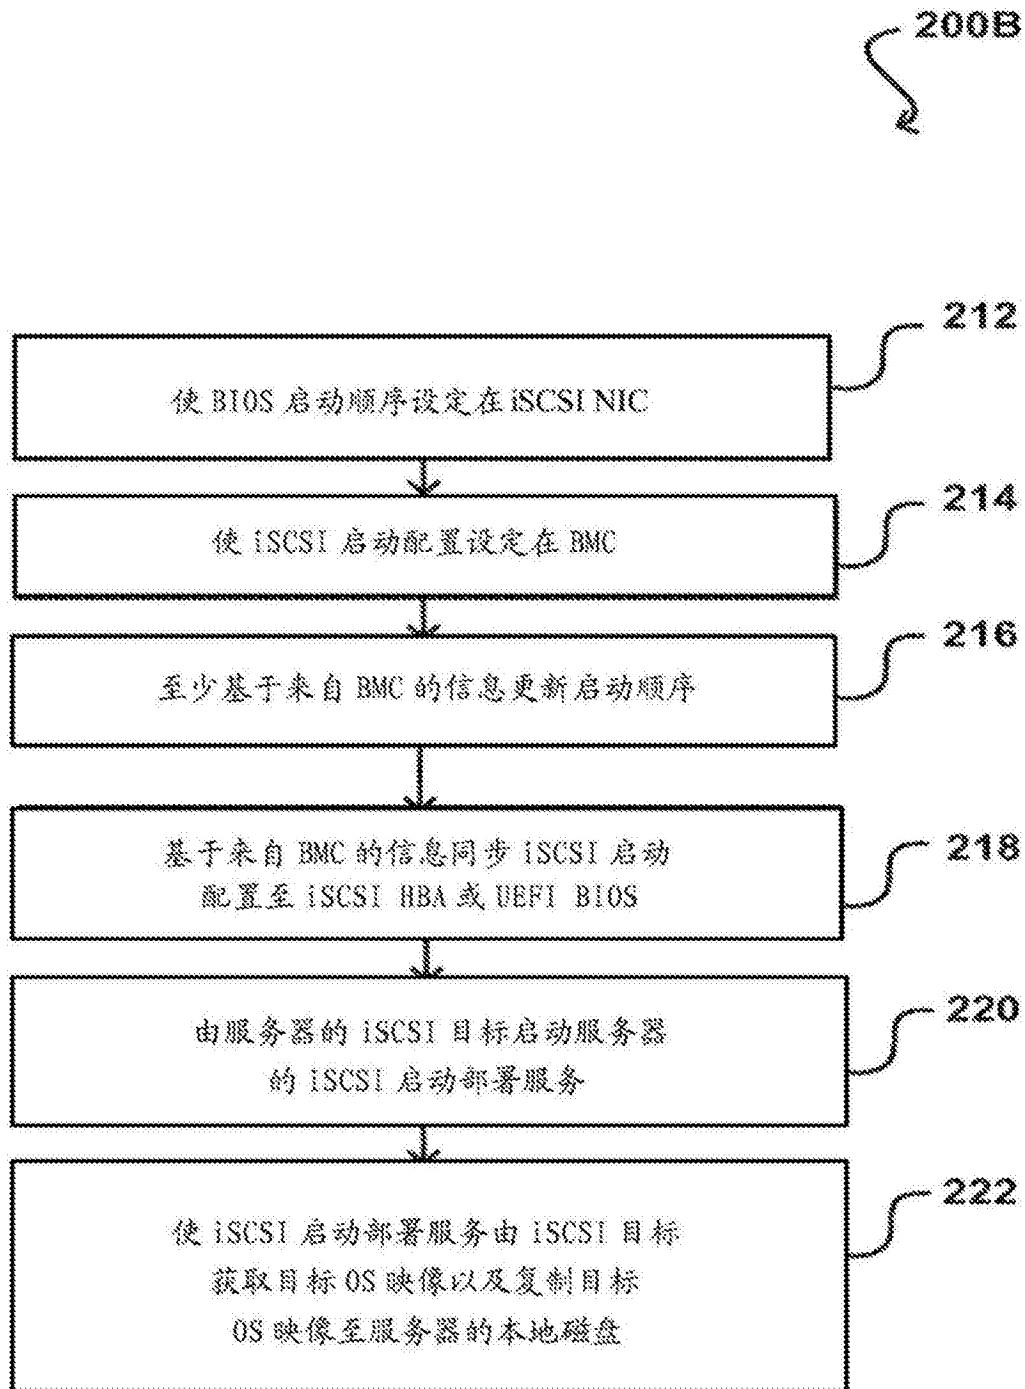 200B
212
使 BIOS 启动顺序设定在 iSCSI NIC
214
使 iSCSI 启动配置设定在 BMC
216
至少基于来自 BMC 的信息更新启动顺序
218
基于来自 BMC 的信息同步 iSCSI 启动
配置至 iSCSI HBA 或 UEFI BIOS
220
由服务器的 iSCSI 目标启动服务器
的 iSCSI 启动部署服务
222
使 iSCSI 启动部署服务由 iSCSI 目标
获取目标 OS 映像以及复制目标
OS 映像至服务器的本地磁盘